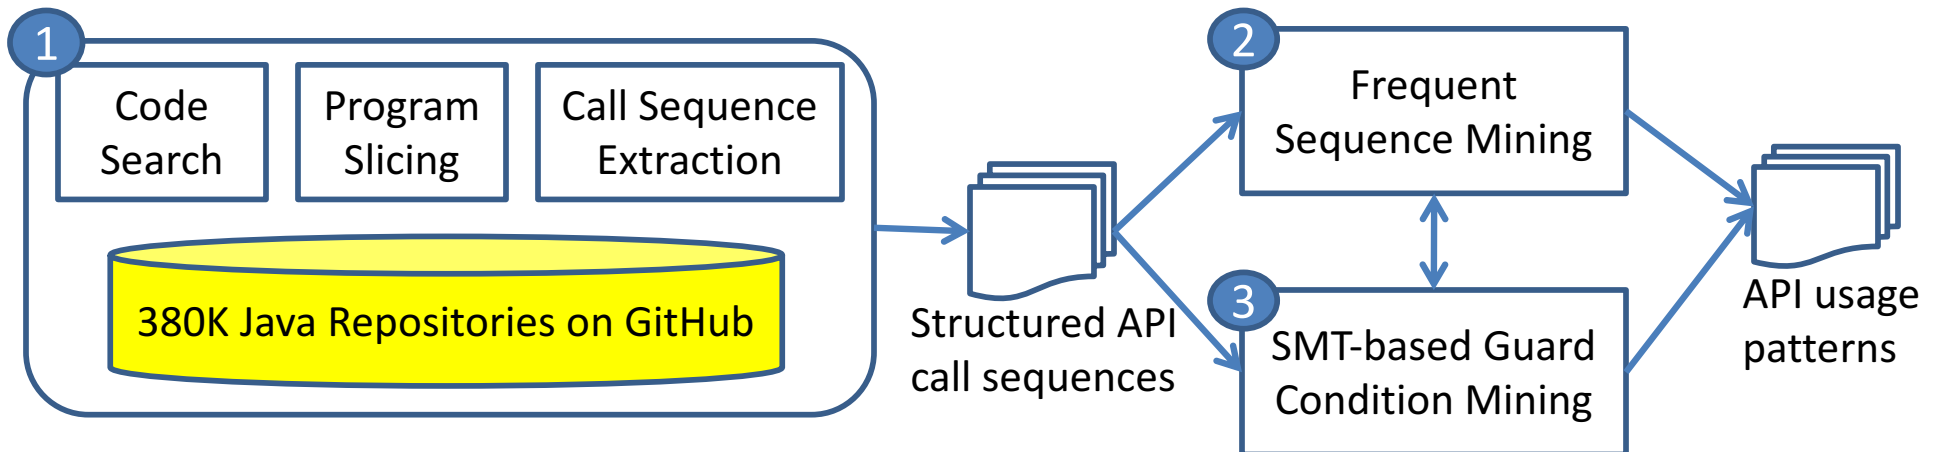 1
Code
Search
Program
Slicing
Call Sequence
Extraction
380K Java Repositories on GitHub
Structured API
call sequences
2
Frequent
Sequence Mining
3
SMT-based Guard
Condition Mining
API usage
patterns